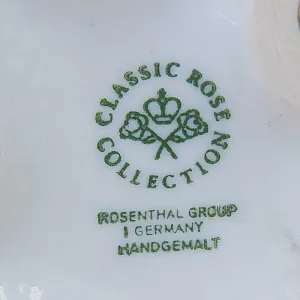 CLASSIC ROSE
COLLECTION
ROSENTHAL GROUP
I GERMANY
HANDGEMALT